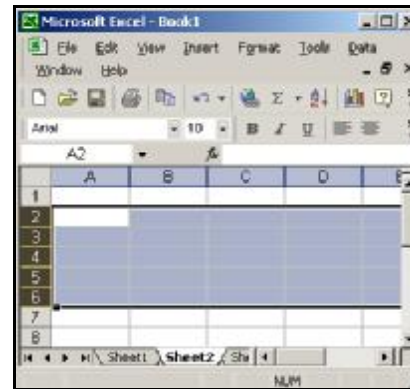 Microsoft Excel - Book1
File Edit View Insert Format Tools Data
Window Help
Arial 10 B I U
A2 fx
A B C D E
1
2
3
4
5
6
7
8
Sheet1 Sheet2 Sh
NUM